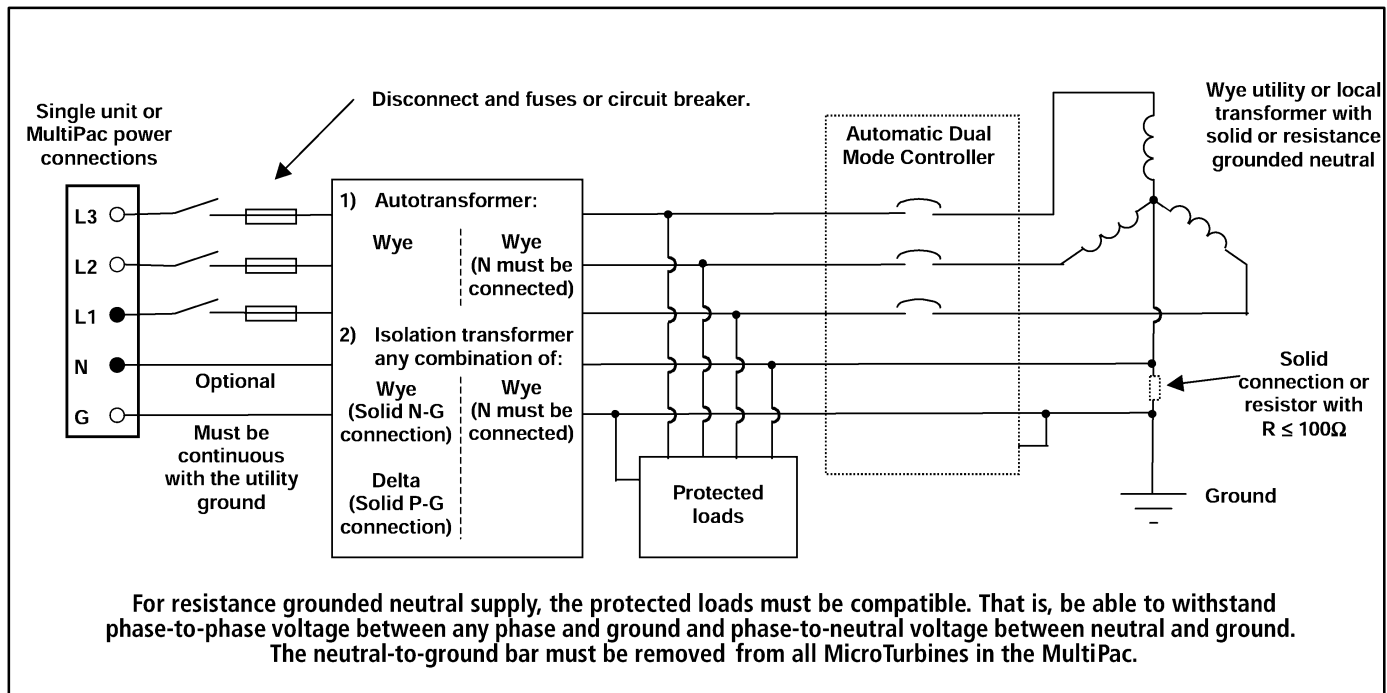 Single unit or
MultiPac power
connections
Disconnect and fuses or circuit breaker.
Automatic Dual
Mode Controller
Wye utility or local
transformer with
solid or resistance
grounded neutral
L3
L2
L1
N
G
Optional
Must be
continuous
with the utility
ground
1) Autotransformer:
Wye
Wye
(N must be
connected)
2) Isolation transformer
any combination of:
Wye
(Solid N-G
connection)
Wye
(N must be
connected)
Delta
(Solid P-G
connection)
Protected
loads
Solid
connection or
resistor with
R ≤ 100Ω
Ground
For resistance grounded neutral supply, the protected loads must be compatible. That is, be able to withstand
phase-to-phase voltage between any phase and ground and phase-to-neutral voltage between neutral and ground.
The neutral-to-ground bar must be removed from all MicroTurbines in the MultiPac.